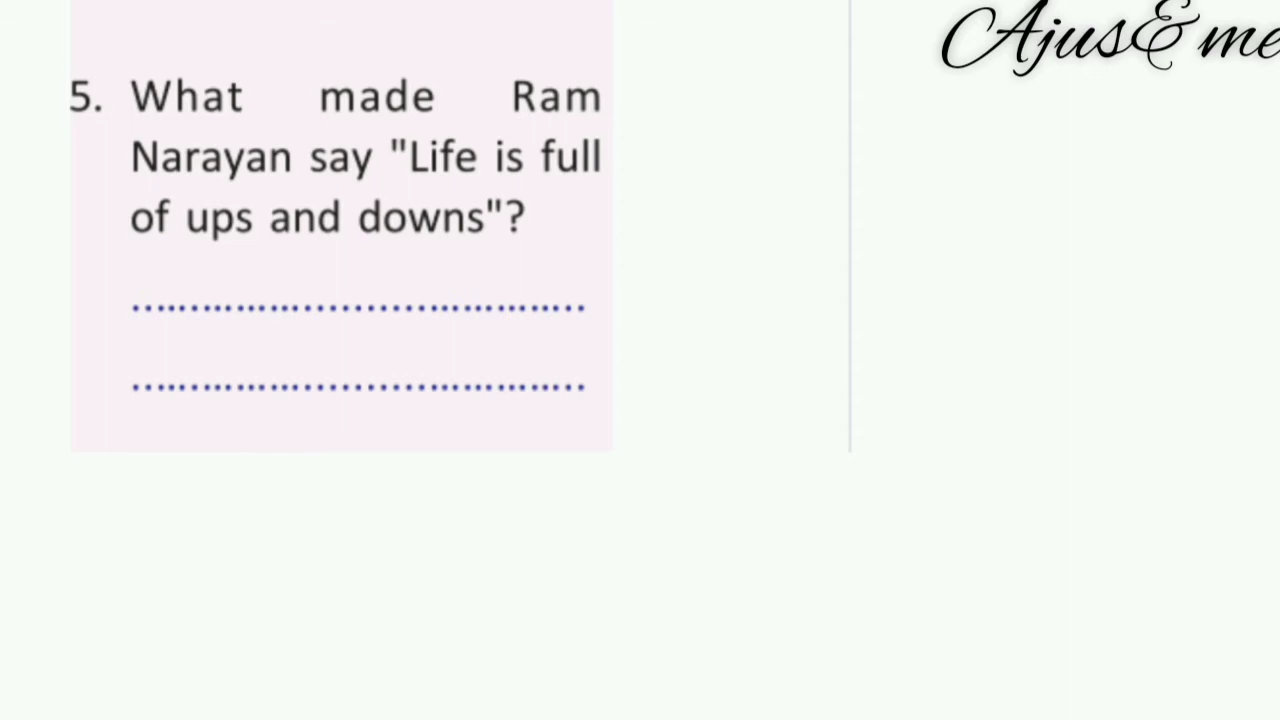 Ajus& me
5. What made Ram
Narayan say "Life is full
of ups and downs"?